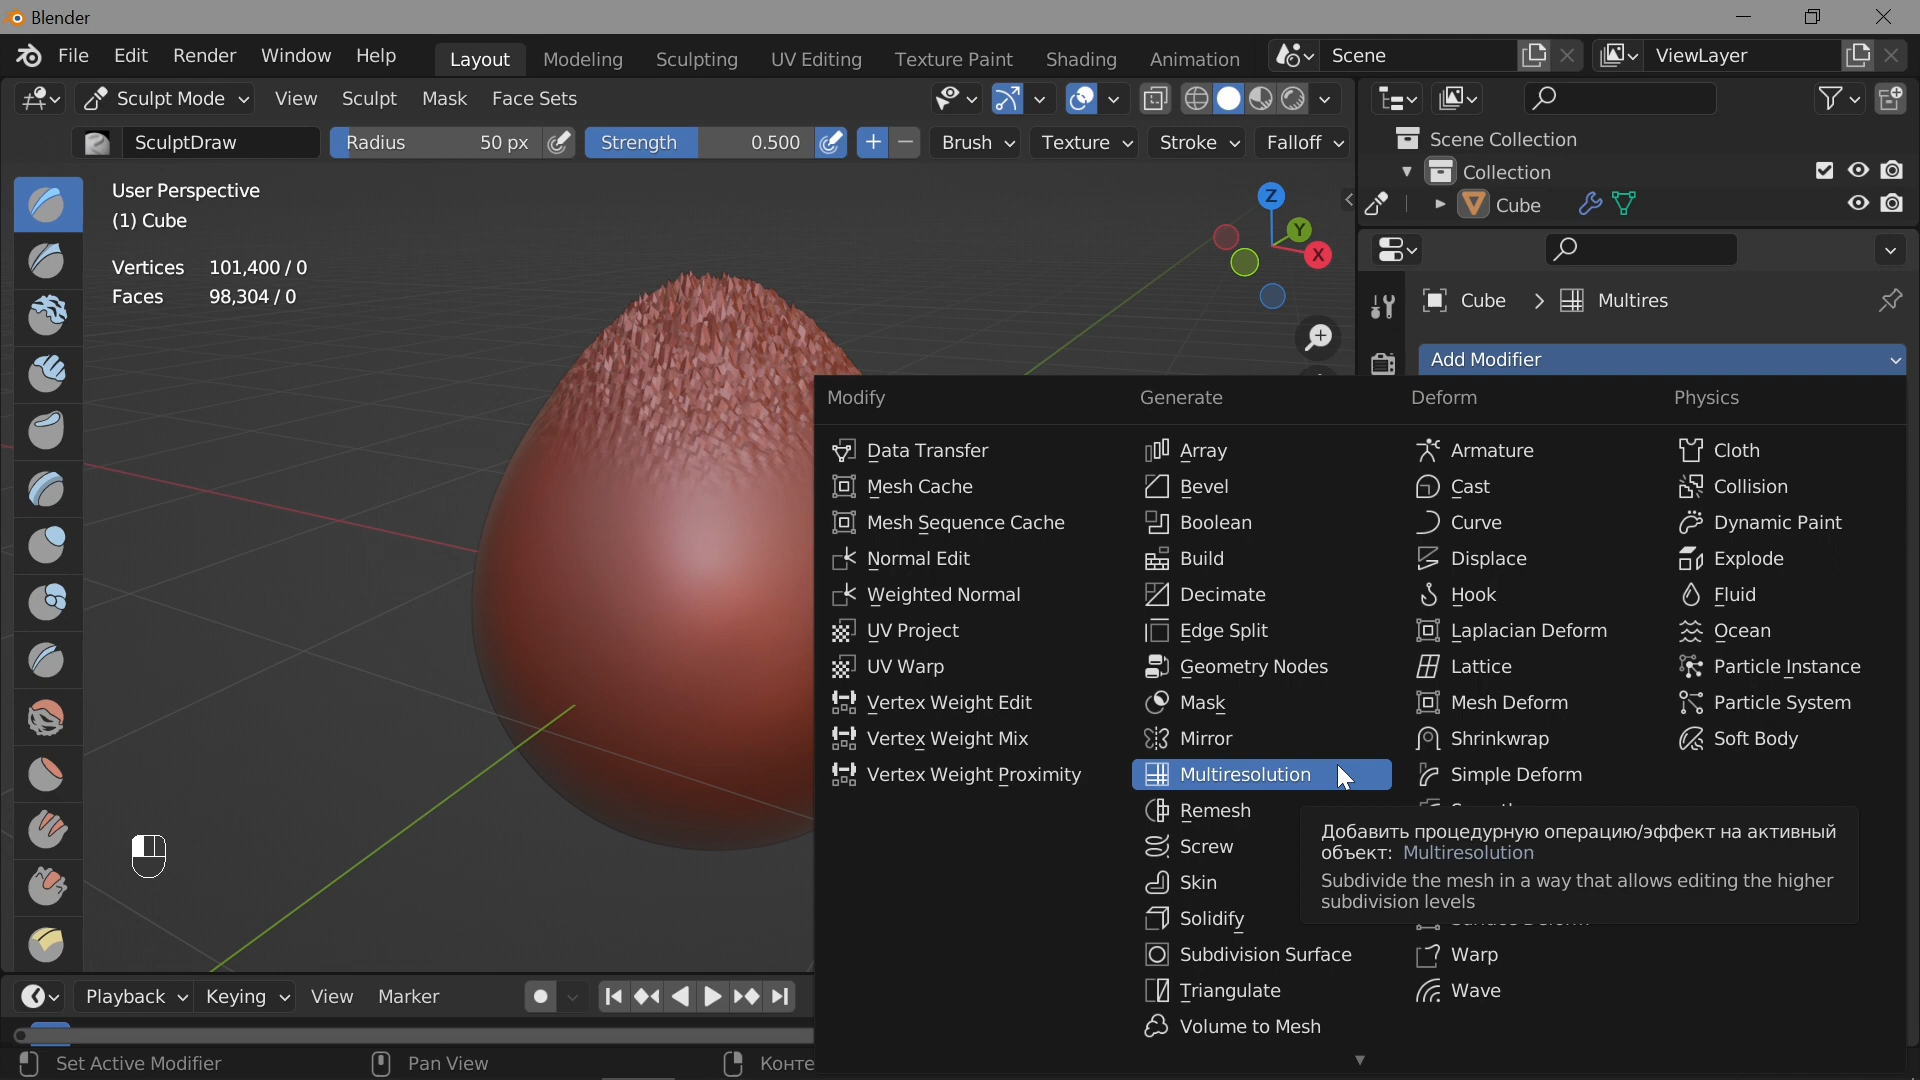 Blender
File Edit Render Window Help Layout Modeling Sculpting UV Editing Texture Paint Shading Animation Scene ViewLayer
Sculpt Mode View Sculpt Mask Face Sets
SculptDraw Radius 50 px Strength 0.500 Brush Texture Stroke Falloff
User Perspective
(1) Cube
Vertices 101,400 / 0
Faces 98,304 / 0
Z
Y
X
Scene Collection
Collection
Cube
Cube Multires
Add Modifier
Modify Generate Deform Physics
Data Transfer Array Armature Cloth
Mesh Cache Bevel Cast Collision
Mesh Sequence Cache Boolean Curve Dynamic Paint
Normal Edit Build Displace Explode
Weighted Normal Decimate Hook Fluid
UV Project Edge Split Laplacian Deform Ocean
UV Warp Geometry Nodes Lattice Particle Instance
Vertex Weight Edit Mask Mesh Deform Particle System
Vertex Weight Mix Mirror Shrinkwrap Soft Body
Vertex Weight Proximity Multiresolution Simple Deform
Remesh
Screw
Skin
Solidify
Subdivision Surface Warp
Triangulate Wave
Volume to Mesh
Добавить процедурную операцию/эффект на активный
объект: Multiresolution
Subdivide the mesh in a way that allows editing the higher
subdivision levels
Playback Keying View Marker
Set Active Modifier Pan View Конте